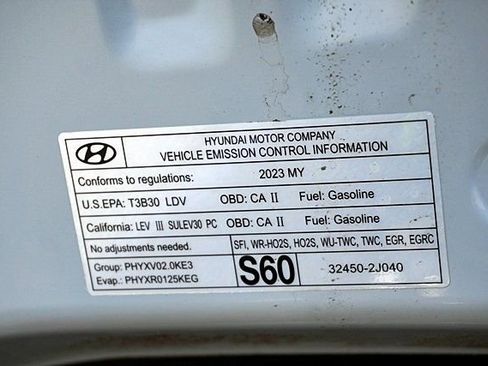 HYUNDAI MOTOR COMPANY
VEHICLE EMISSION CONTROL INFORMATION
Conforms to regulations: 2023 MY
U.S.EPA: T3B30 LDV OBD: CA II Fuel: Gasoline
California: LEV III SULEV30 PC OBD: CA II Fuel: Gasoline
No adjustments needed. SFI, WR-HO2S, HO2S, WU-TWC, TWC, EGR, EGRC
Group: PHYXV02.0KE3
Evap.: PHYXR0125KEG
S60 32450-2J040